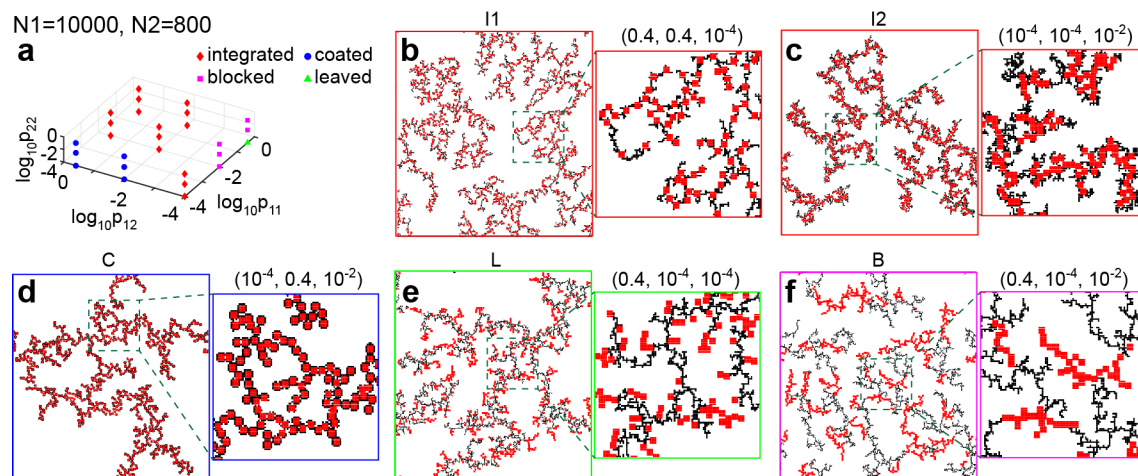 N1=10000, N2=800
a
integrated
coated
blocked
leaved
log₁₀p₂₂
0
-2
-4
0
-2
-4
log₁₀p₁₂
-4
-2
0
log₁₀p₁₁
I1
b
(0.4, 0.4, 10⁻⁴)
I2
c
(10⁻⁴, 10⁻⁴, 10⁻²)
C
d
(10⁻⁴, 0.4, 10⁻²)
L
e
(0.4, 10⁻⁴, 10⁻⁴)
B
f
(0.4, 10⁻⁴, 10⁻²)